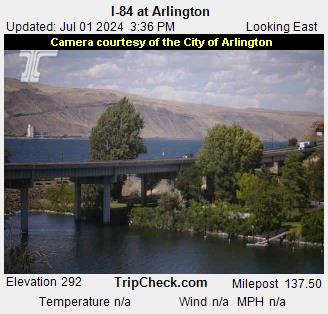 I-84 at Arlington
Updated: Jul 01 2024 3:36 PM Looking East
Camera courtesy of the City of Arlington
Elevation 292 TripCheck.com Milepost 137.50
Temperature n/a Wind n/a MPH n/a